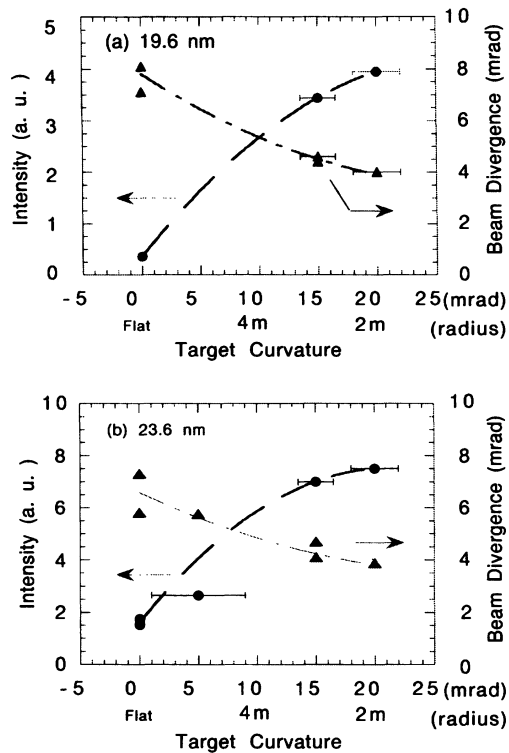 (a) 19.6 nm
Intensity (a. u. )
5
4
3
2
1
0
Beam Divergence (mrad)
10
8
6
4
2
0
-5 0 5 10 15 20 25 (mrad)
Flat 4m 2m (radius)
Target Curvature
(b) 23.6 nm
Intensity (a. u. )
10
8
6
4
2
0
Beam Divergence (mrad)
10
8
6
4
2
0
-5 0 5 10 15 20 25 (mrad)
Flat 4m 2m (radius)
Target Curvature